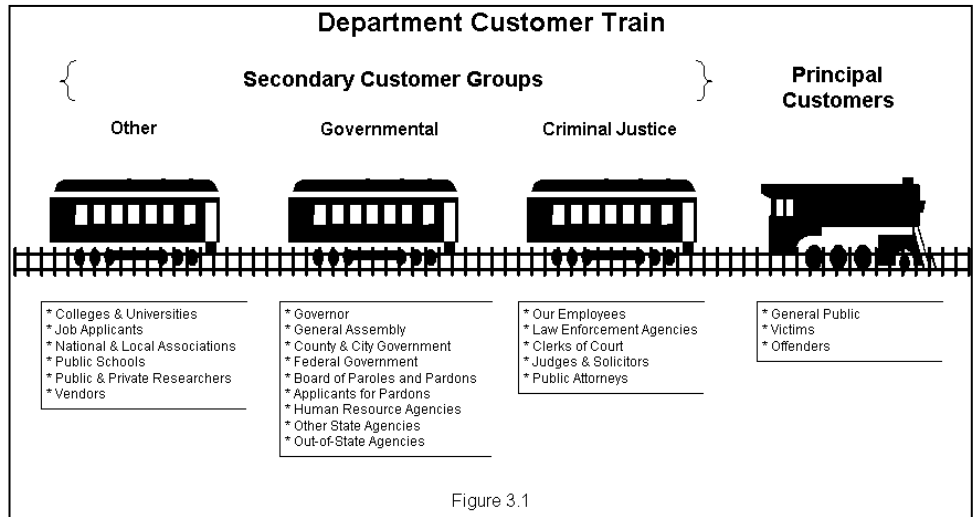 Department Customer Train
Secondary Customer Groups
Principal
Customers
Other
Governmental
Criminal Justice
* Colleges & Universities
* Job Applicants
* National & Local Associations
* Public Schools
* Public & Private Researchers
* Vendors
* Governor
* General Assembly
* County & City Government
* Federal Government
* Board of Paroles and Pardons
* Applicants for Pardons
* Human Resource Agencies
* Other State Agencies
* Out-of-State Agencies
* Our Employees
* Law Enforcement Agencies
* Clerks of Court
* Judges & Solicitors
* Public Attorneys
* General Public
* Victims
* Offenders
Figure 3.1